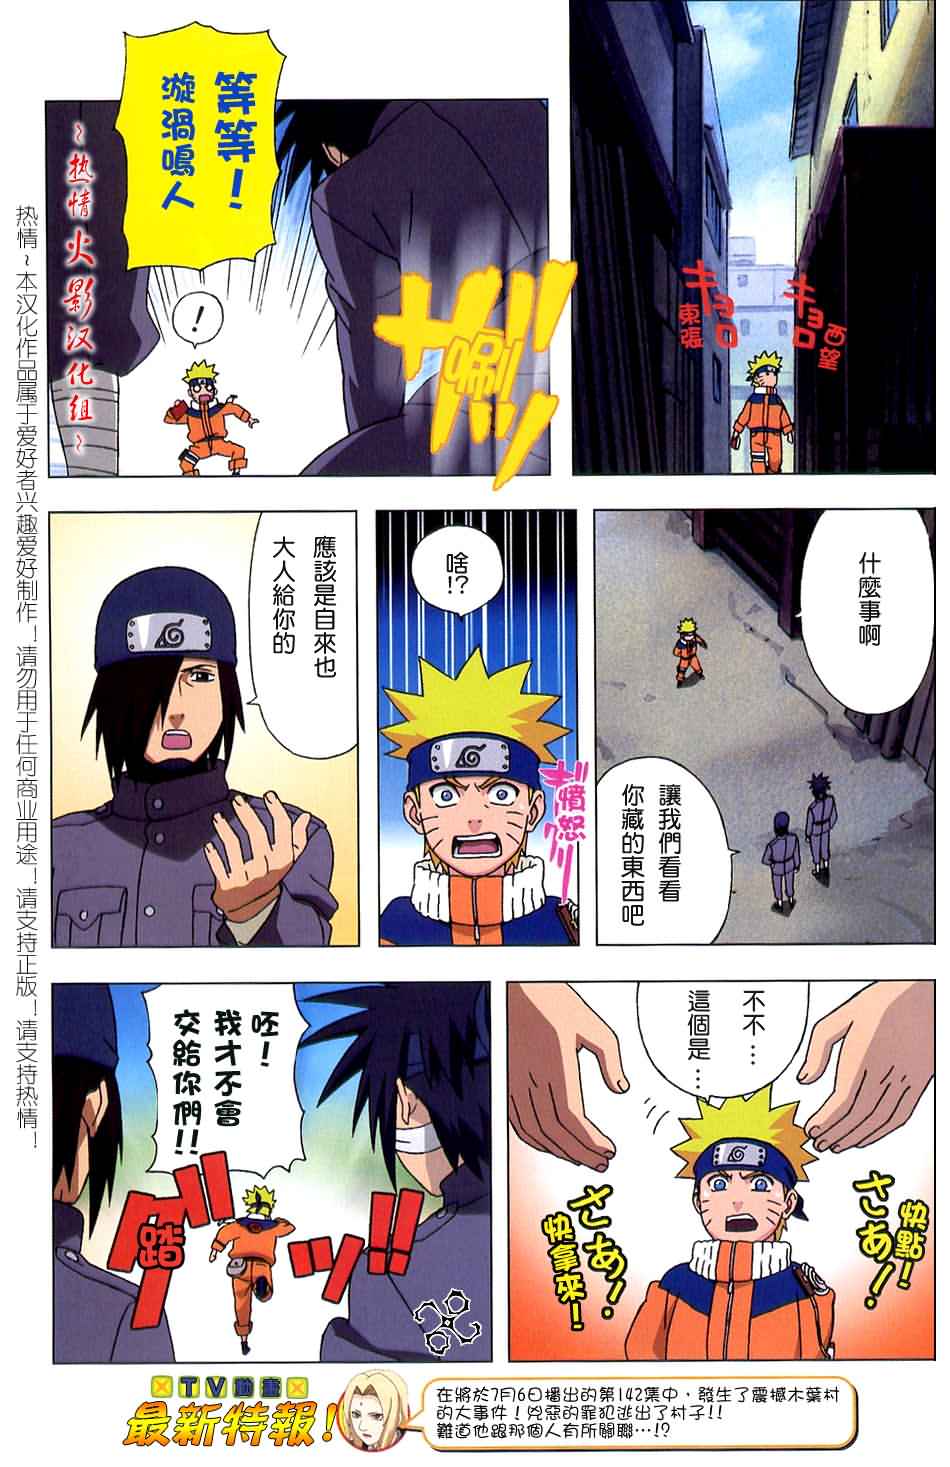 キョロ
西望
キョロ
東張
等等！
漩渦鳴人
！
唰
～热情火影汉化组～
什麼事啊
讓我們看看
你藏的東西吧
啥!?
憤怒
應該是自來也
大人給你的
不不…
這個是…
快點！
さあ！
さあ！
快拿來！
呸！
我才不會
交給你們!!
ダッ!!
踏
热情～本汉化作品属于爱好者兴趣爱好制作！请勿用于任何商业用途！请支持正版！请支持热情！
TV動畫
最新特報！
在將於7月6日播出的第142集中，發生了震撼木葉村
的大事件！兇惡的罪犯逃出了村子!!
難道他跟那個人有所關聯…!?